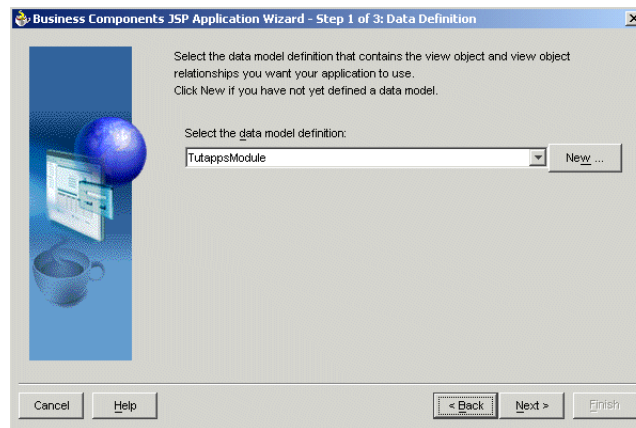 Business Components JSP Application Wizard - Step 1 of 3: Data Definition
Select the data model definition that contains the view object and view object
relationships you want your application to use.
Click New if you have not yet defined a data model.
Select the data model definition:
TutappsModule
New ...
Cancel
Help
< Back
Next >
Finish